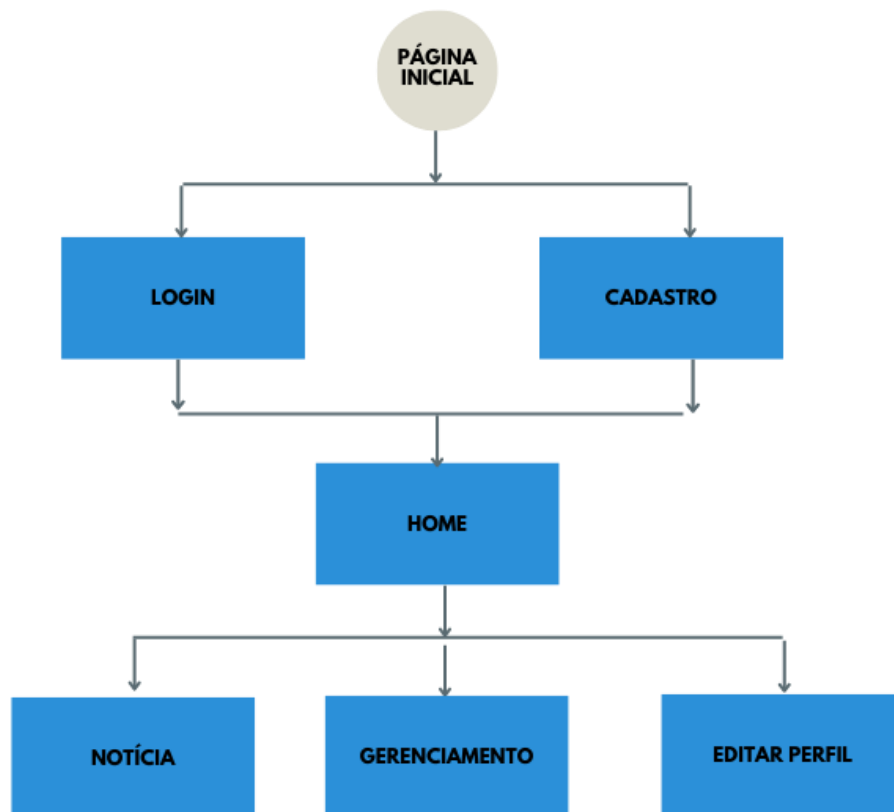 PÁGINA
INICIAL
LOGIN
CADASTRO
HOME
NOTÍCIA
GERENCIAMENTO
EDITAR PERFIL